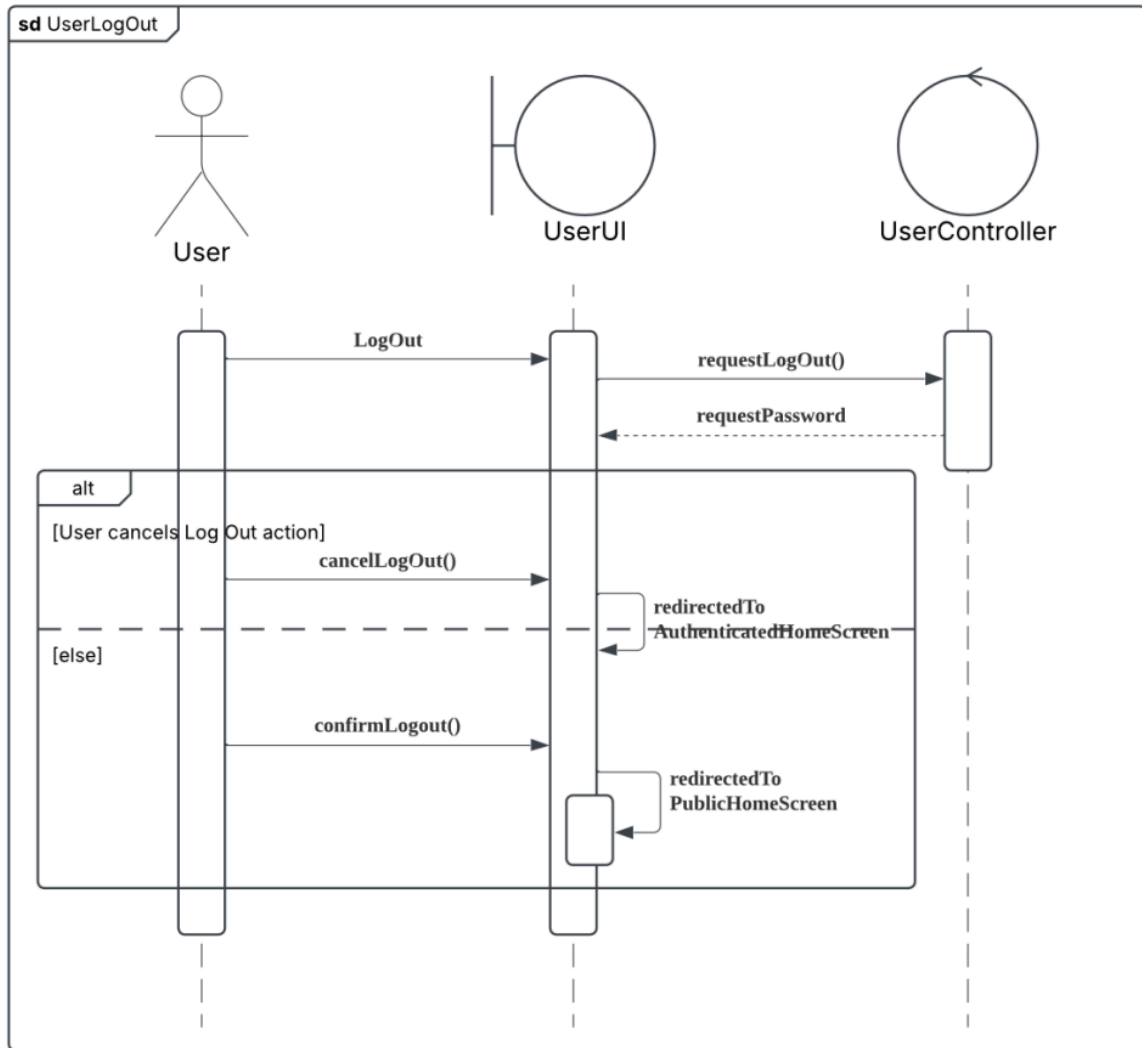 sd UserLogOut
User
UserUI
UserController
LogOut
requestLogOut()
requestPassword
alt
[User cancels Log Out action]
cancelLogOut()
redirectedTo
AuthenticatedHomeScreen
[else]
confirmLogout()
redirectedTo
PublicHomeScreen